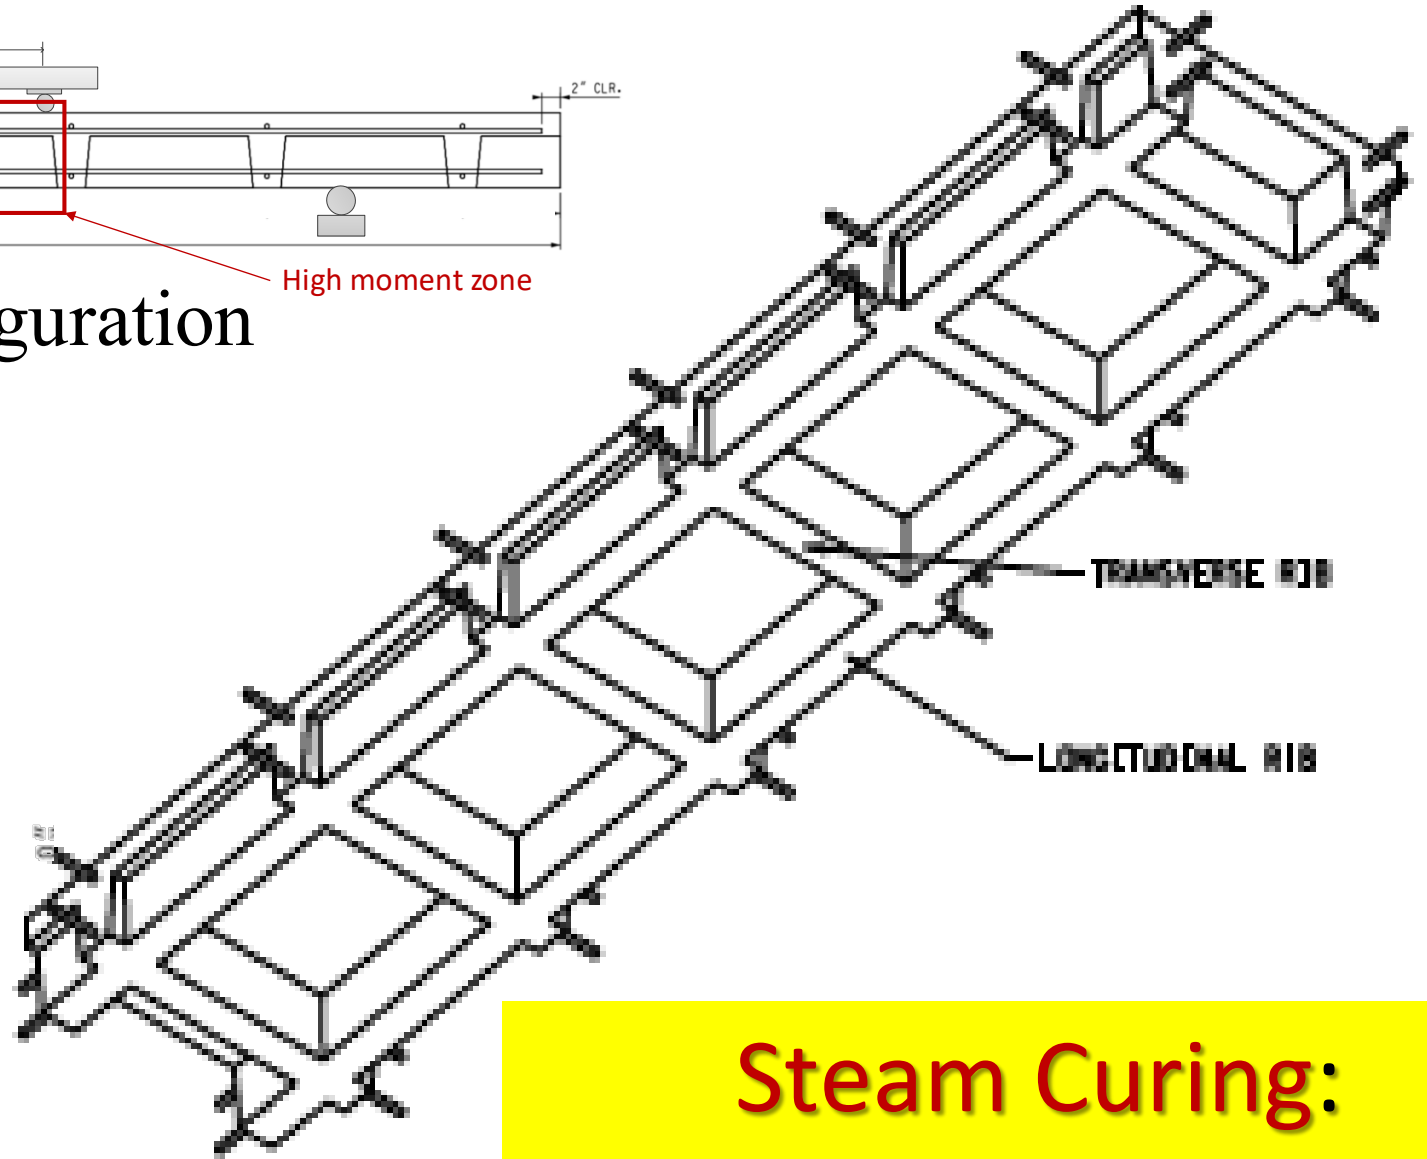 2" CLR.
High moment zone
guration
TRANSVERSE RIB
LONGITUDINAL RIB
Steam Curing: